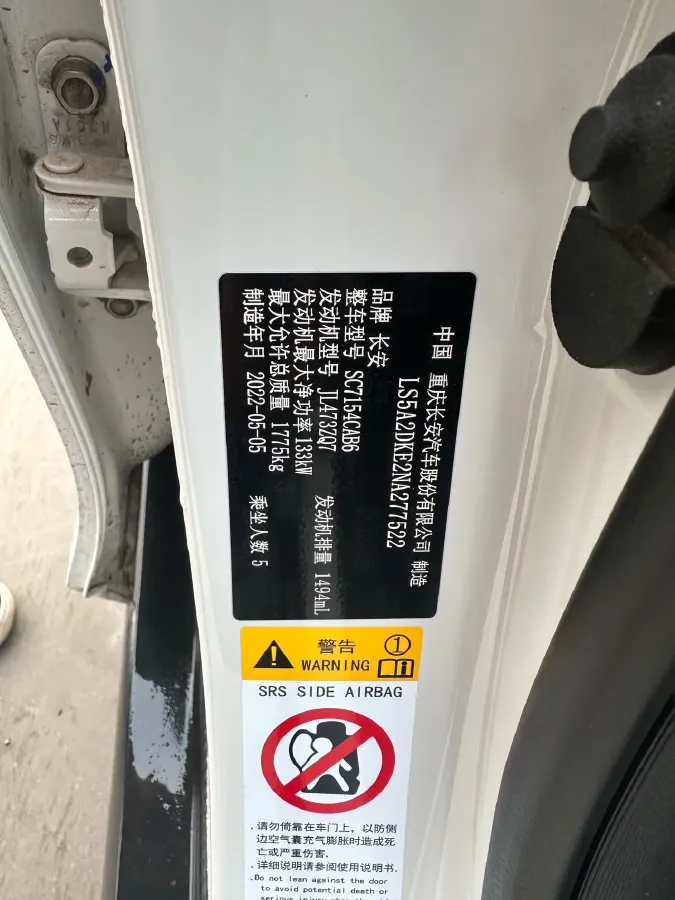 中国 重庆长安汽车股份有限公司 制造
LS5A2DKE2NA277522
品牌 长安
整车型号 SC7154CAB6
发动机型号 JL473ZQ7 发动机排量 1494mL
发动机最大净功率 133kW
最大允许总质量 1775kg
制造年月 2022-05-05 乘坐人数 5
警告 ①
WARNING i
SRS SIDE AIRBAG
.请勿倚靠在车门上，以防侧
边空气囊充气膨胀时造成死
亡或严重伤害.
.详细说明请参阅使用说明书.
.Do not lean against the door
to avoid potential death or
serious injury when the side